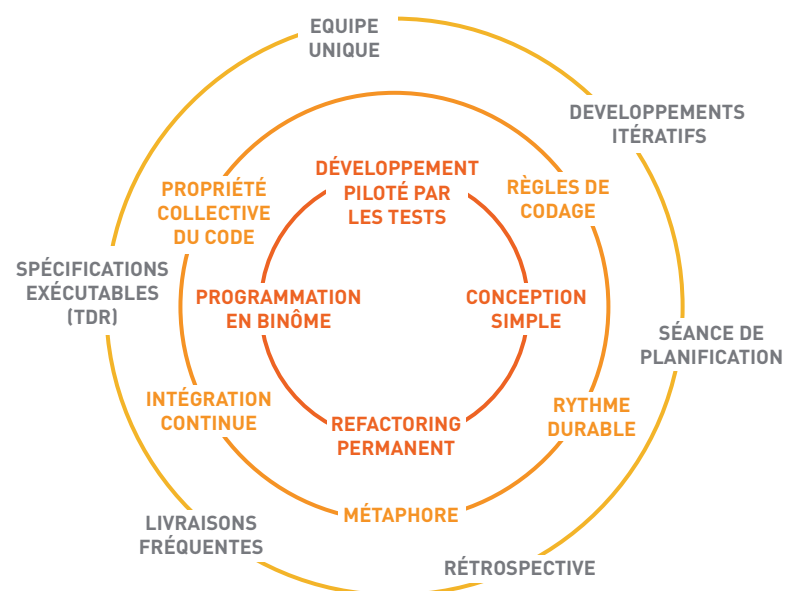 EQUIPE
UNIQUE
DEVELOPPEMENTS
ITÉRATIFS
DÉVELOPPEMENT
PILOTÉ PAR
LES TESTS
PROPRIÉTÉ
COLLECTIVE
DU CODE
RÈGLES DE
CODAGE
SPÉCIFICATIONS
EXÉCUTABLES
(TDR)
PROGRAMMATION
EN BINÔME
CONCEPTION
SIMPLE
SÉANCE DE
PLANIFICATION
INTÉGRATION
CONTINUE
REFACTORING
PERMANENT
RYTHME
DURABLE
LIVRAISONS
FRÉQUENTES
MÉTAPHORE
RÉTROSPECTIVE